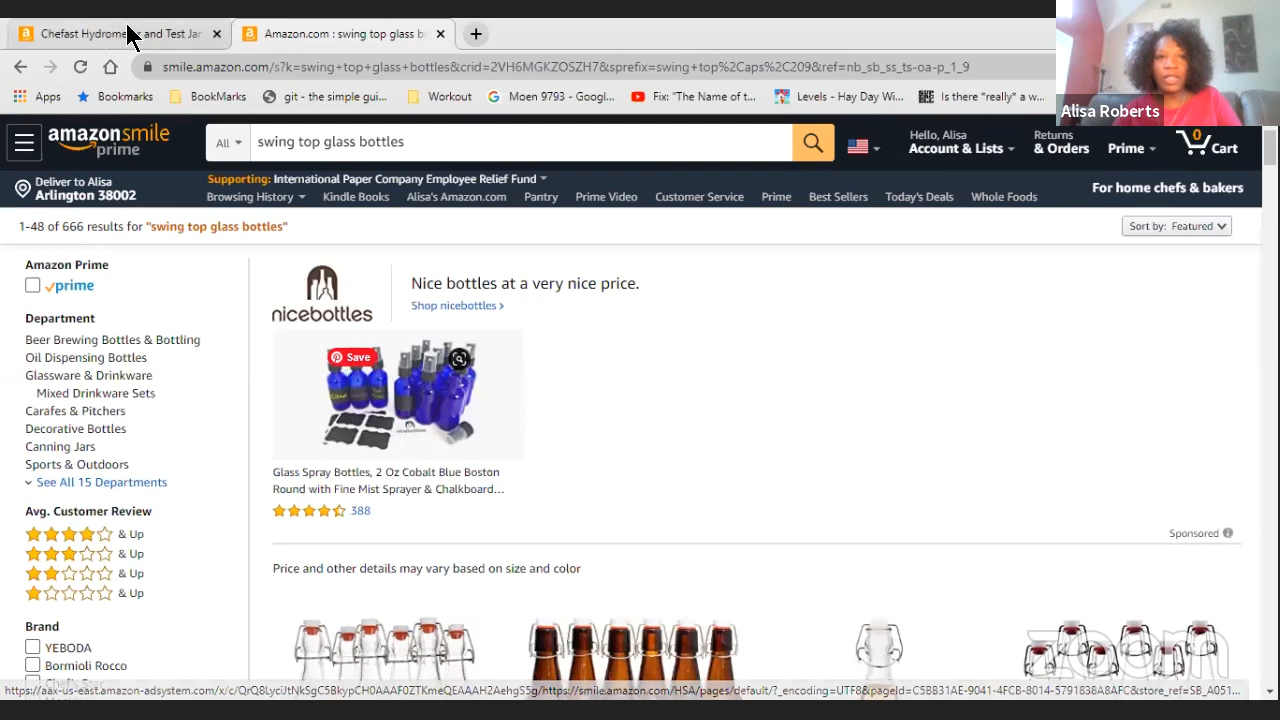 Chefast Hydrome and Test Jar
Amazon.com : swing top glass b
smile.amazon.com/s?k=swing+top+glass+bottles&crid=2VH6MGKZOSZH7&sprefix=swing+top%2Caps%2C209&ref=nb_sb_ss_ts-oa-p_1_9
Apps Bookmarks BookMarks git - the simple gui... Workout Moen 9793 - Googl... Fix: "The Name of t... Levels - Hay Day Wi... Is there *really* a w...
Alisa Roberts
amazonsmile
prime
All
swing top glass bottles
Hello, Alisa
Account & Lists
Returns
& Orders
Prime
0
Cart
Deliver to Alisa
Arlington 38002
Supporting: International Paper Company Employee Relief Fund
Browsing History Kindle Books Alisa's Amazon.com Pantry Prime Video Customer Service Prime Best Sellers Today's Deals Whole Foods
For home chefs & bakers
1-48 of 666 results for "swing top glass bottles"
Sort by: Featured
Amazon Prime
prime
Department
Beer Brewing Bottles & Bottling
Oil Dispensing Bottles
Glassware & Drinkware
Mixed Drinkware Sets
Carafes & Pitchers
Decorative Bottles
Canning Jars
Sports & Outdoors
See All 15 Departments
Avg. Customer Review
& Up
& Up
& Up
& Up
Brand
YEBODA
Bormioli Rocco
Chef's Star
nicebottles
Nice bottles at a very nice price.
Shop nicebottles
Save
Glass Spray Bottles, 2 Oz Cobalt Blue Boston
Round with Fine Mist Sprayer & Chalkboard...
388
Sponsored
Price and other details may vary based on size and color
zoom